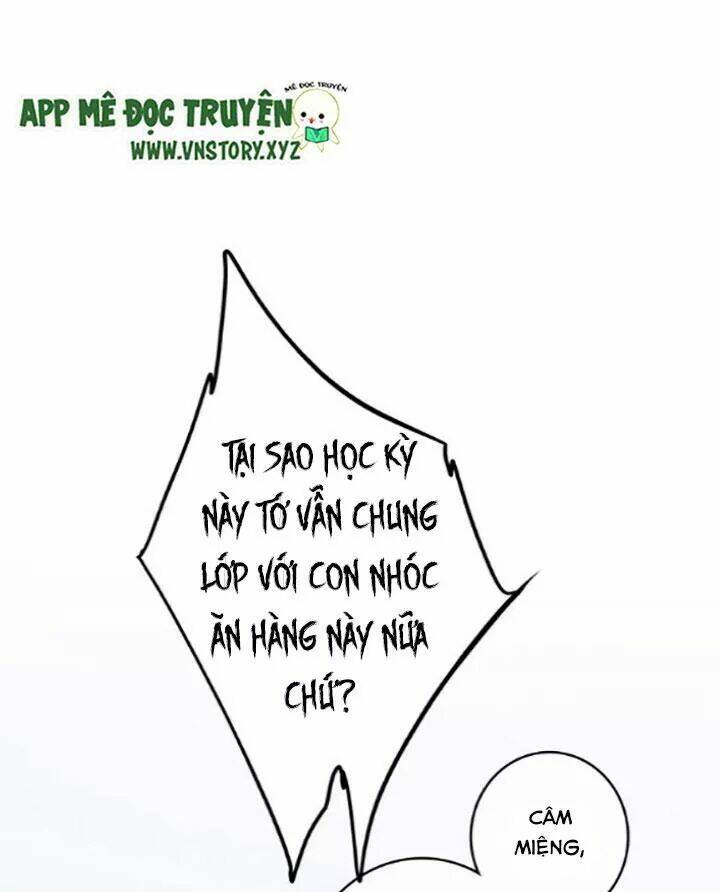 MÊ ĐỌC TRUYỆN
APP MÊ ĐỌC TRUYỆN
WWW.VNSTORY.XYZ
TẠI SAO HỌC KỲ
NÀY TỚ VẪN CHUNG
LỚP VỚI CON NHÓC
ĂN HÀNG NÀY NỮA
CHỨ?
CÂM
MIỆNG,